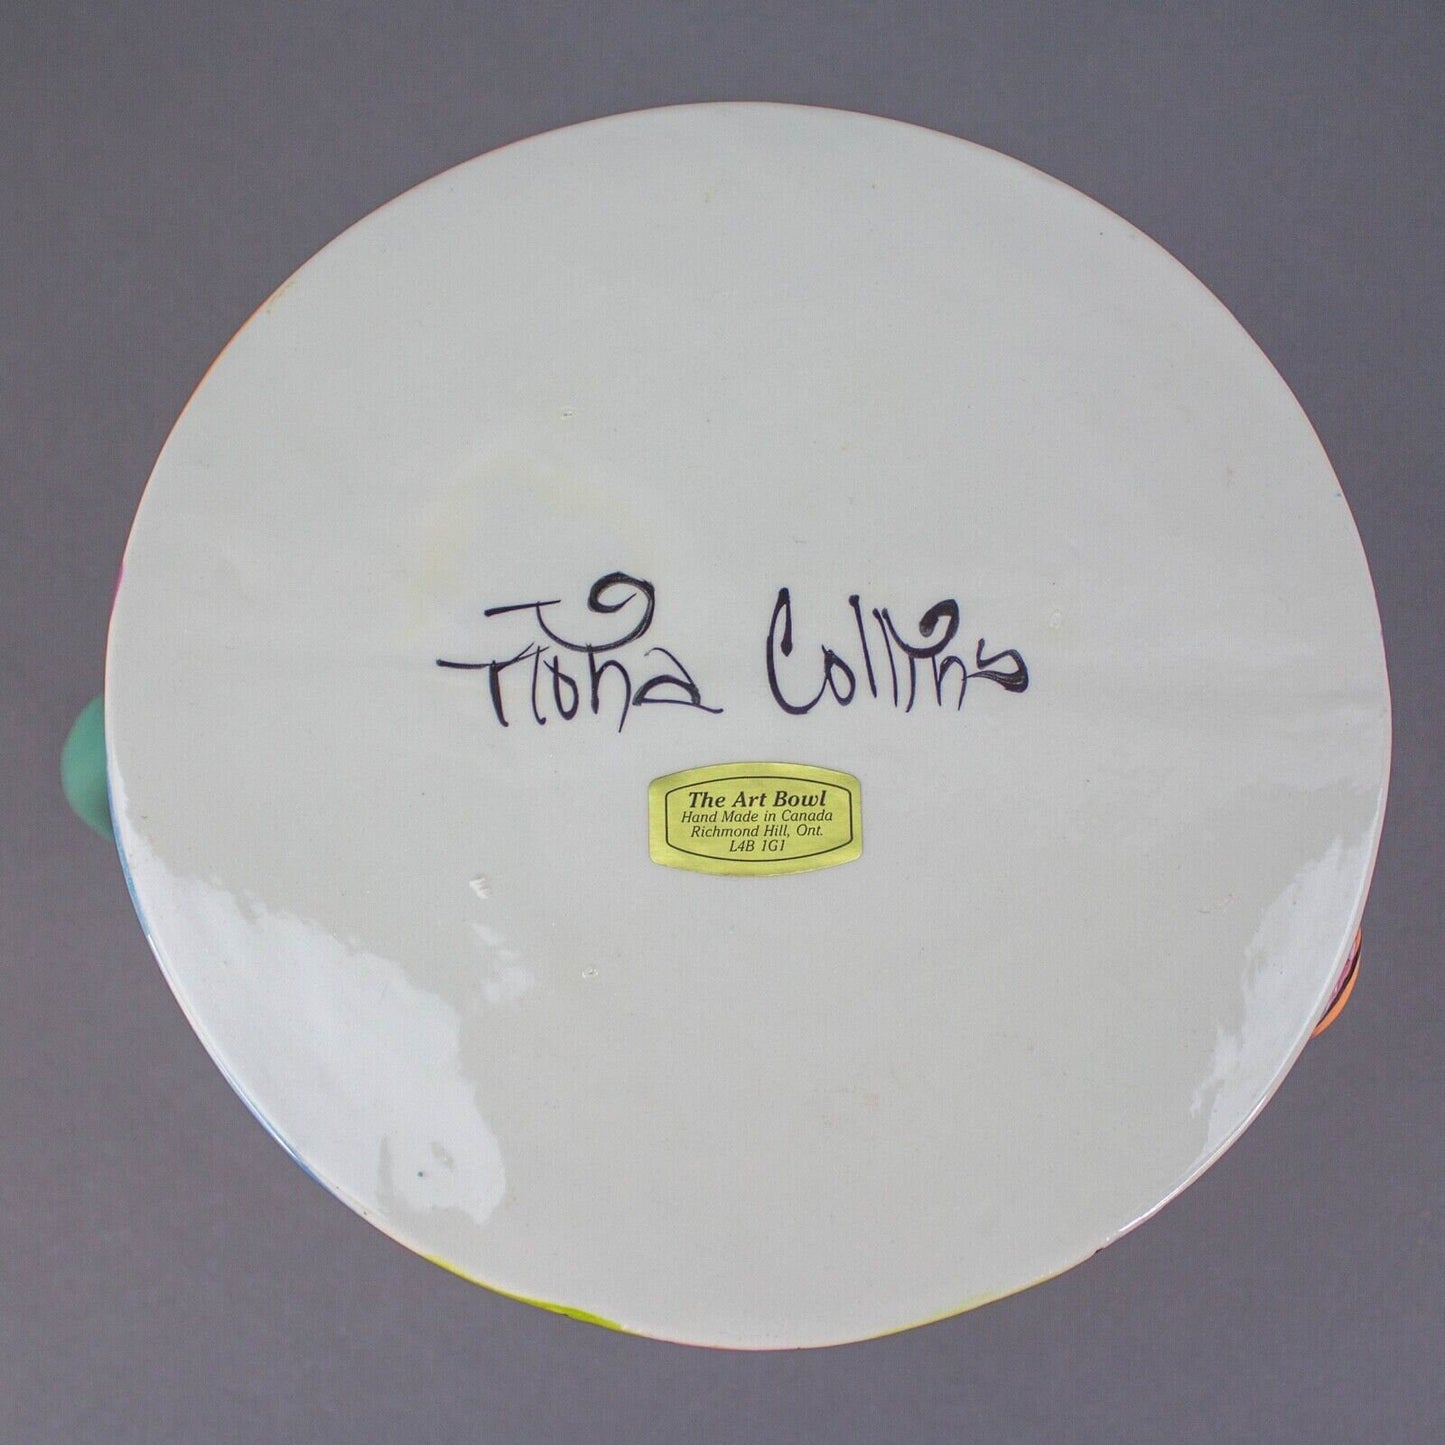 Fiona Collins
The Art Bowl
Hand Made in Canada
Richmond Hill, Ont.
L4B 1G1